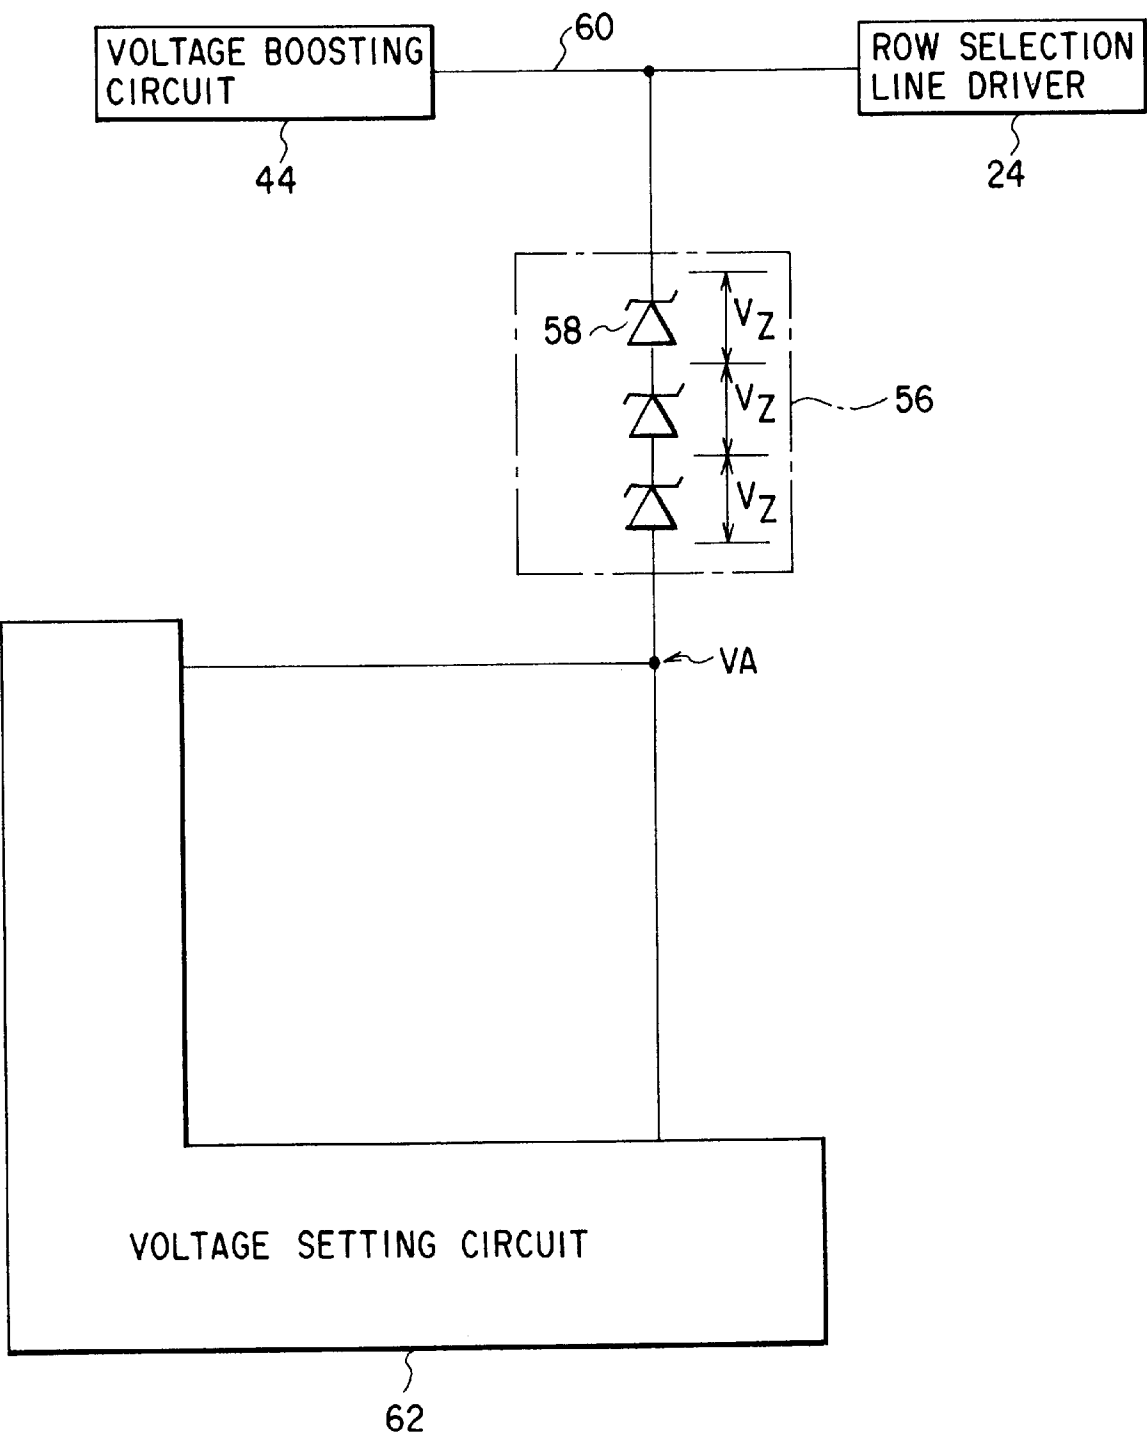 VOLTAGE BOOSTING
CIRCUIT
60
ROW SELECTION
LINE DRIVER
44
24
58
VZ
VZ
56
VZ
VA
VOLTAGE SETTING CIRCUIT
62